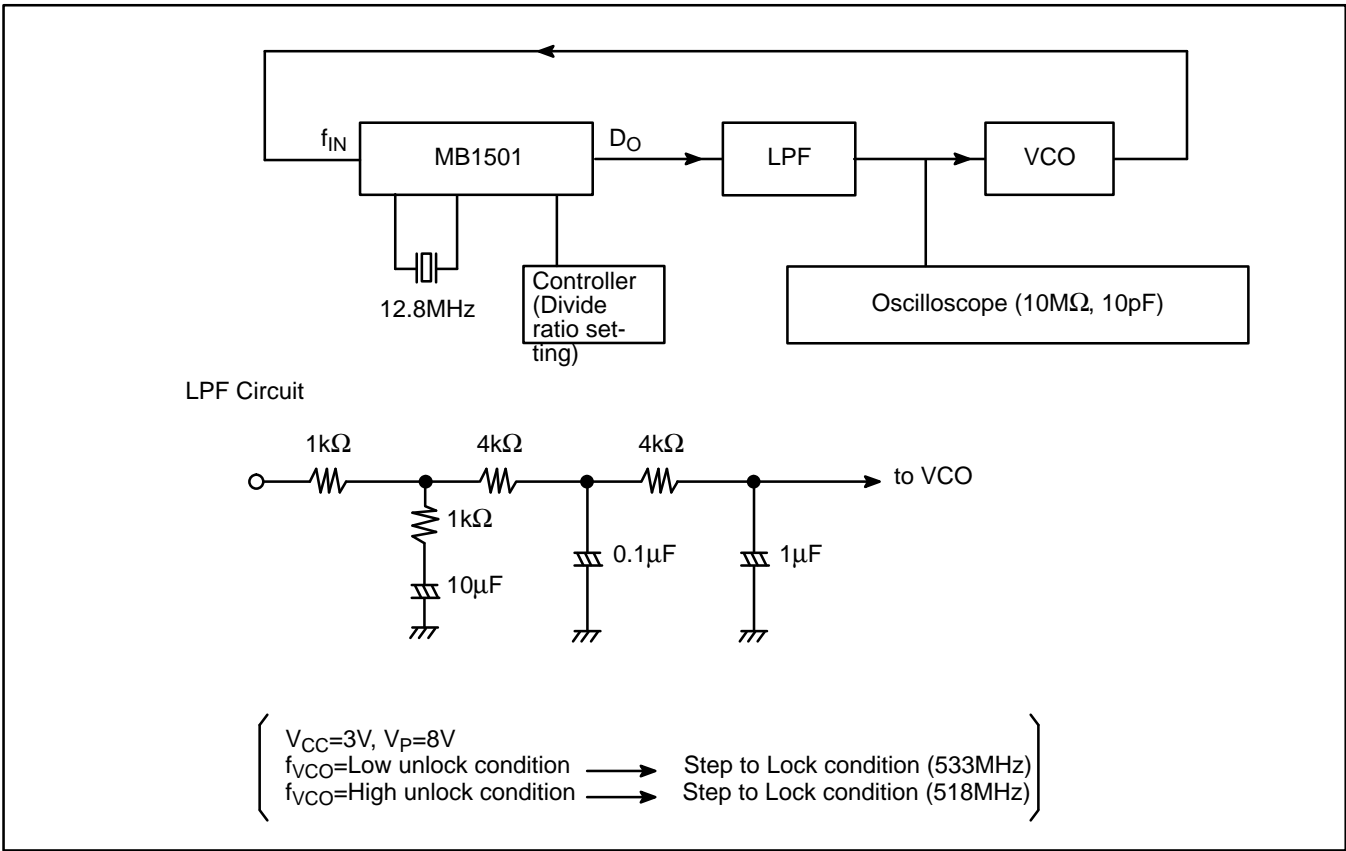 f_IN
MB1501
D_O
LPF
VCO
12.8MHz
Controller
(Divide
ratio set-
ting)
Oscilloscope (10MΩ, 10pF)
LPF Circuit
1kΩ
4kΩ
4kΩ
to VCO
1kΩ
0.1µF
1µF
10µF
V_CC=3V, V_P=8V
f_VCO=Low unlock condition Step to Lock condition (533MHz)
f_VCO=High unlock condition Step to Lock condition (518MHz)